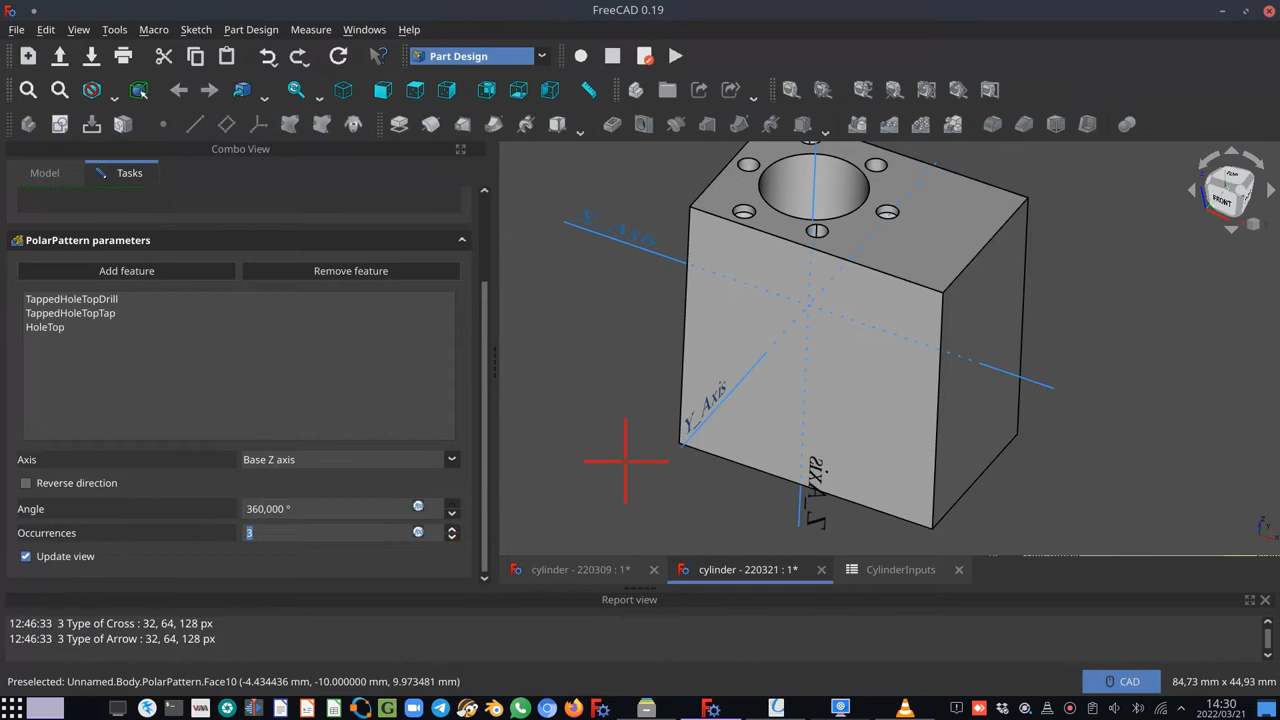 FreeCAD 0.19
File Edit View Tools Macro Sketch Part Design Measure Windows Help
Part Design
Combo View
Model
Tasks
PolarPattern parameters
Add feature
Remove feature
TappedHoleTopDrill
TappedHoleTopTap
HoleTop
Axis
Base Z axis
Reverse direction
Angle
360,000 °
Occurrences
3
Update view
X_Axis
Y_Axis
Z_Axis
TOP
FRONT
cylinder - 220309 : 1*
cylinder - 220321 : 1*
CylinderInputs
Report view
12:46:33 3 Type of Cross : 32, 64, 128 px
12:46:33 3 Type of Arrow : 32, 64, 128 px
Preselected: Unnamed.Body.PolarPattern.Face10 (-4.434436 mm, -10.000000 mm, 9.973481 mm)
CAD
84,73 mm x 44,93 mm
14:30
2022/03/21